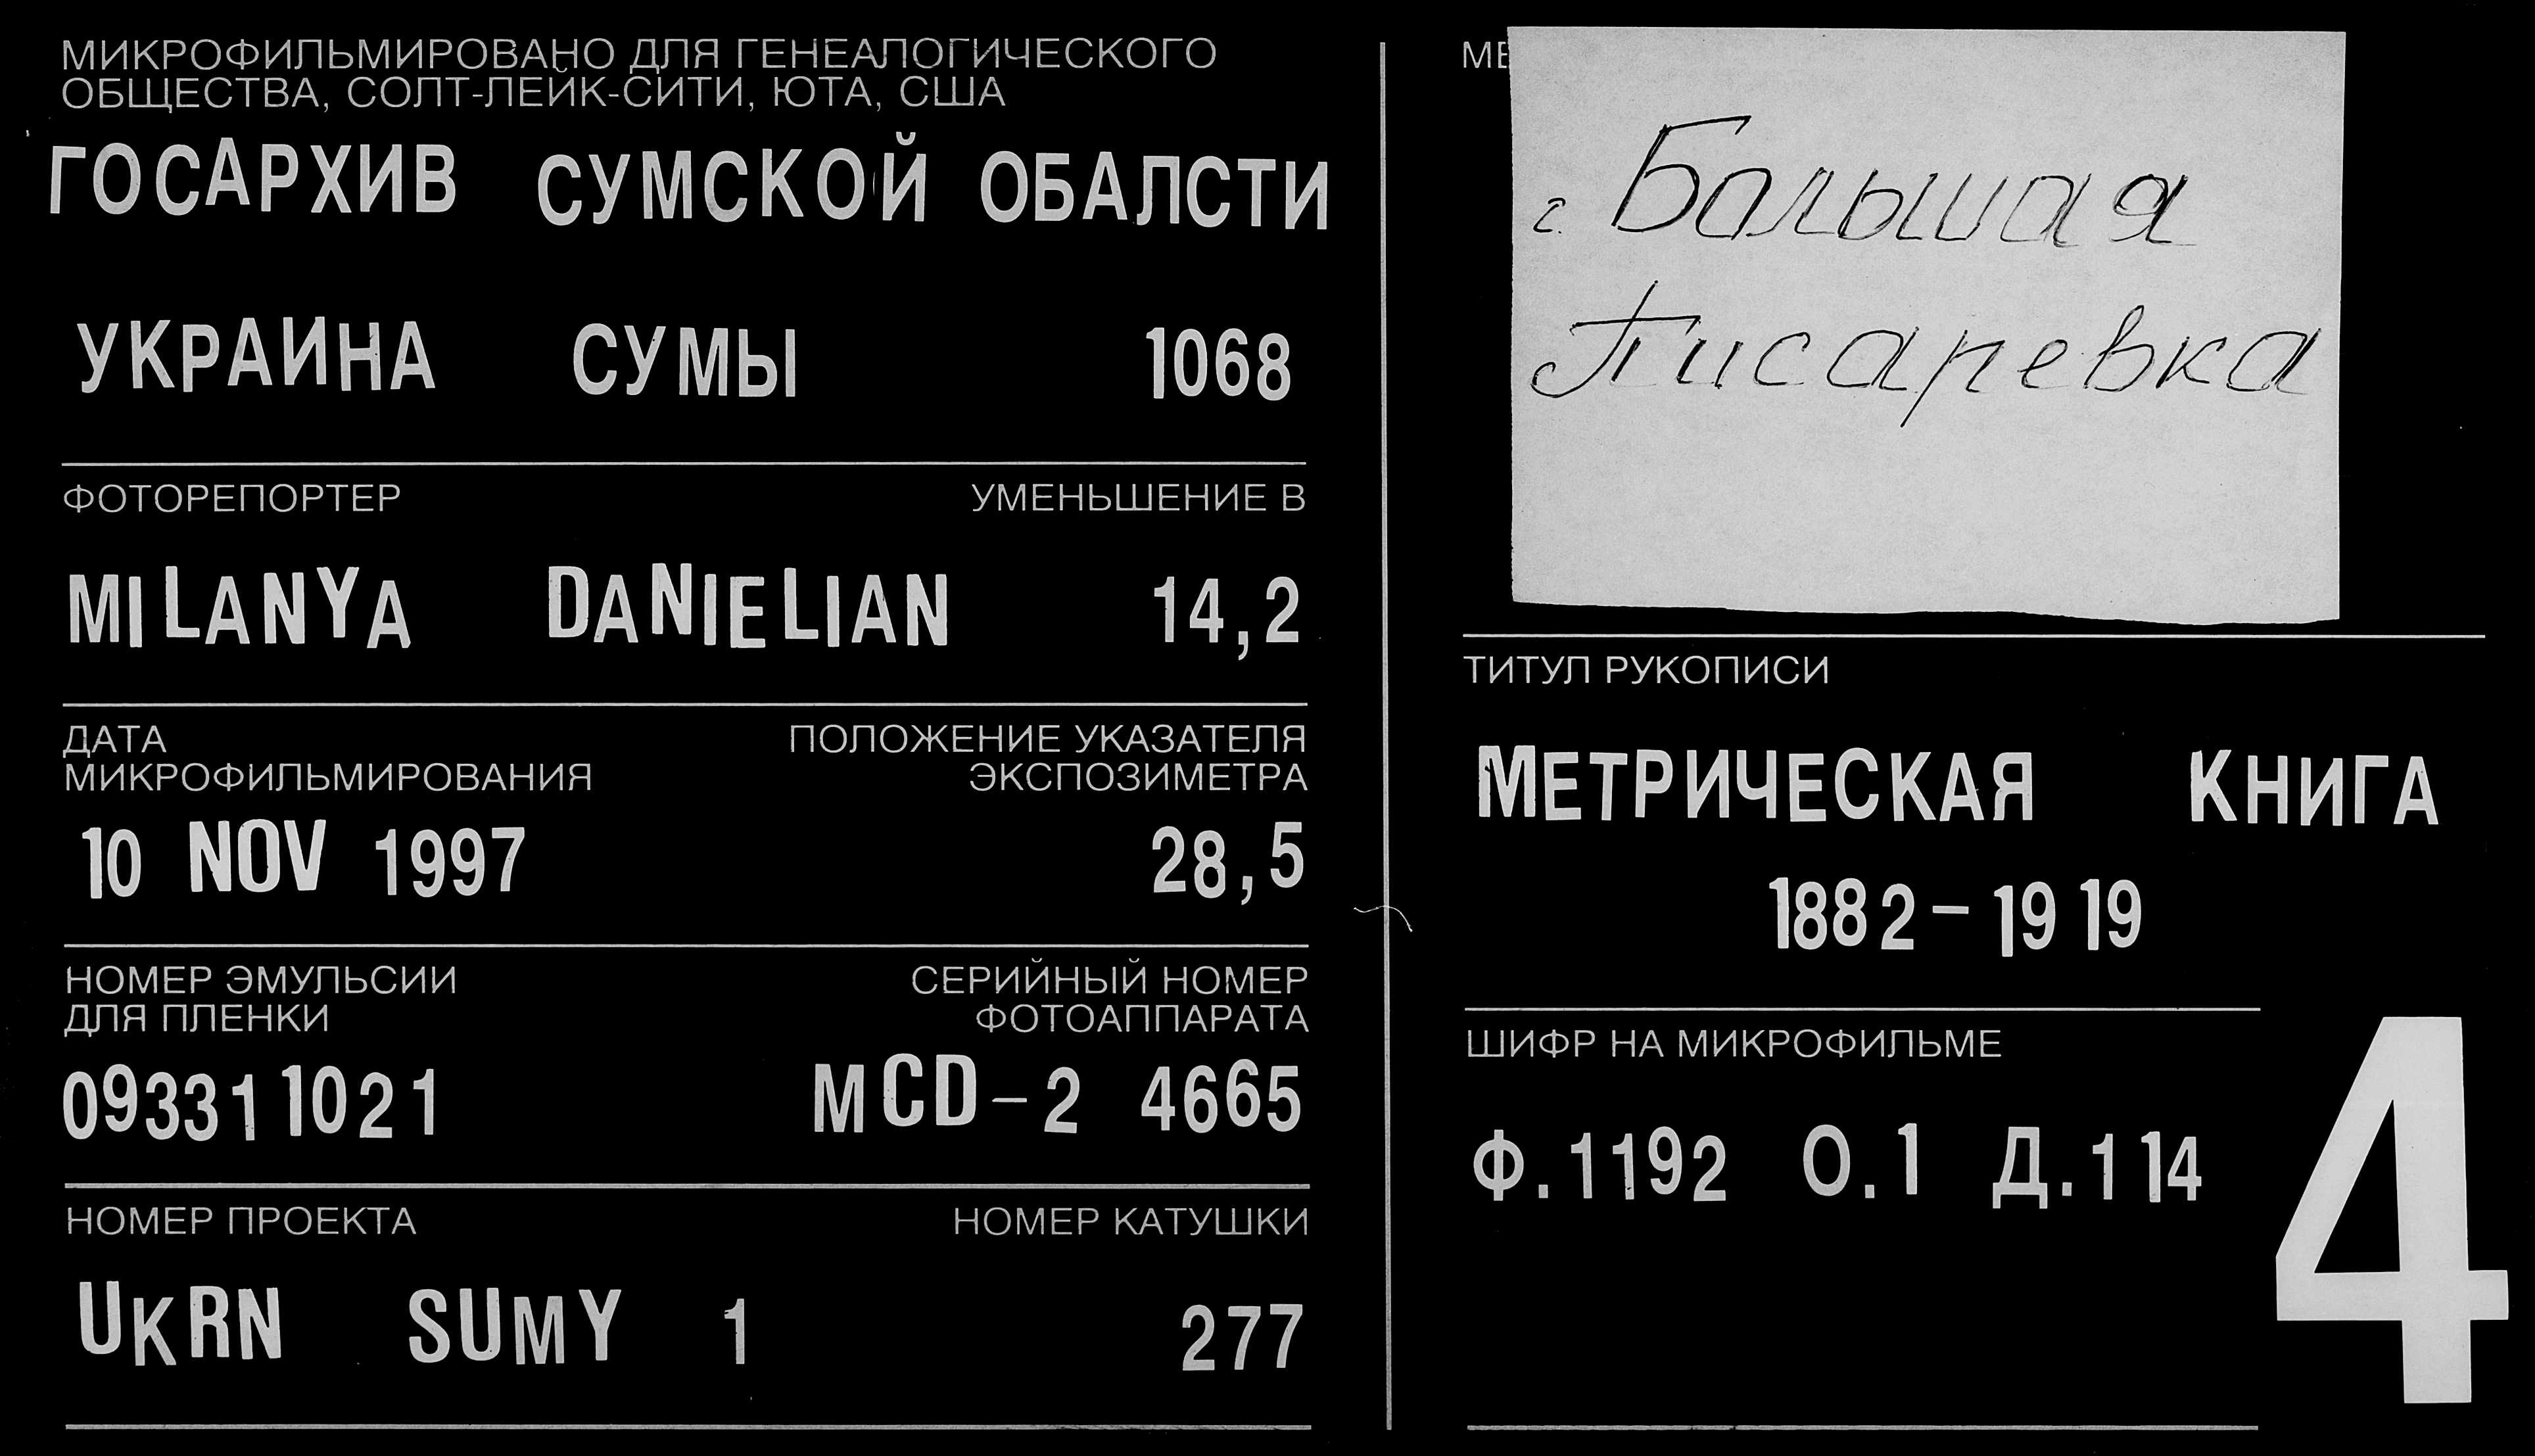 МИКРОФИЛЬМИРОВАНО ДЛЯ ГЕНЕАЛОГИЧЕСКОГО
ОБЩЕСТВА, СОЛТ-ЛЕЙК-СИТИ, ЮТА, США
ГОСАРХИВ СУМСКОЙ ОБАЛСТИ
УКРАИНА СУМЫ 1068
ФОТОРЕПОРТЕР УМЕНЬШЕНИЕ В
MILANYA DANIELIAN 14,2
ДАТА ПОЛОЖЕНИЕ УКАЗАТЕЛЯ
МИКРОФИЛЬМИРОВАНИЯ ЭКСПОЗИМЕТРА
10 NOV 1997 28,5
НОМЕР ЭМУЛЬСИИ СЕРИЙНЫЙ НОМЕР
ДЛЯ ПЛЕНКИ ФОТОАППАРАТА
09331 1021 MCD-2 4665
НОМЕР ПРОЕКТА НОМЕР КАТУШКИ
UKRN SUMY 1 277
МЕ
с. Большая
Писаревка
ТИТУЛ РУКОПИСИ
МЕТРИЧЕСКАЯ КНИГА
1882-1919
ШИФР НА МИКРОФИЛЬМЕ
Ф.1192 О.1 Д.114
4